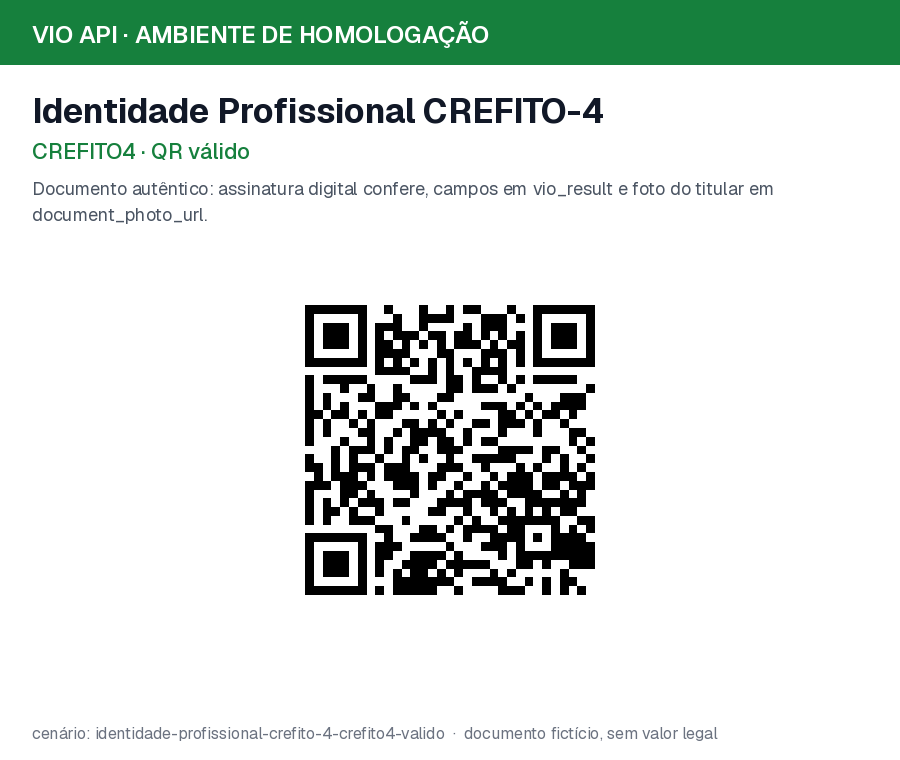 VIO API · AMBIENTE DE HOMOLOGAÇÃO
Identidade Profissional CREFITO-4
CREFITO4 · QR válido
Documento autêntico: assinatura digital confere, campos em vio_result e foto do titular em
document_photo_url.
cenário: identidade-profissional-crefito-4-crefito4-valido · documento fictício, sem valor legal